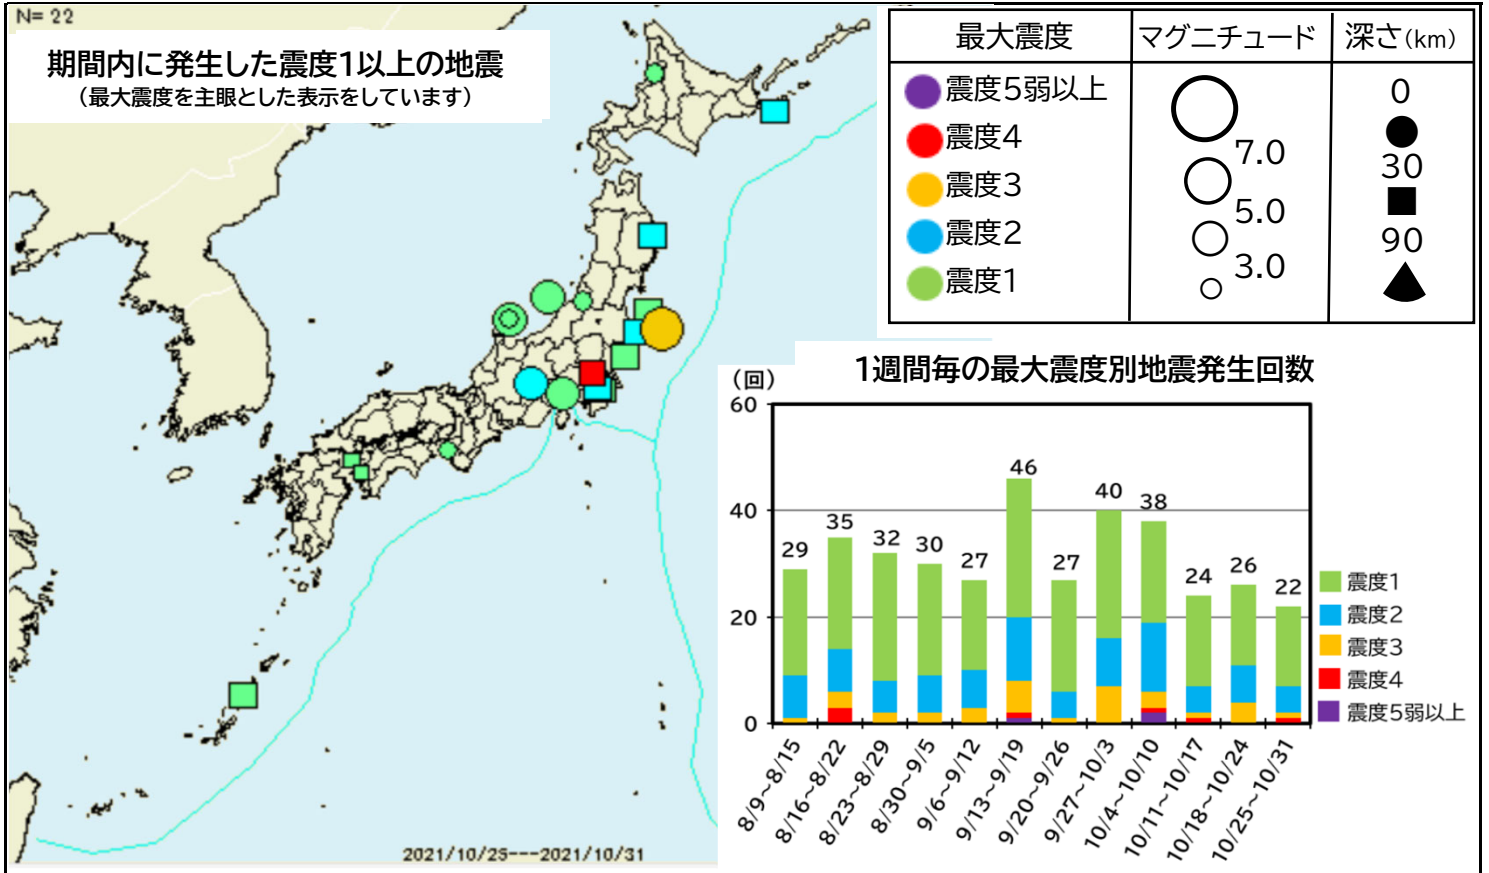 N= 22
期間内に発生した震度1以上の地震
（最大震度を主眼とした表示をしています）
2021/10/25---2021/10/31
最大震度 マグニチュード 深さ(km)
震度5弱以上
震度4
震度3
震度2
震度1
7.0
5.0
3.0
0
30
90
1週間毎の最大震度別地震発生回数
（回）
60
40
20
0
29
35
32
30
27
46
27
40
38
24
26
22
8/9～8/15
8/16～8/22
8/23～8/29
8/30～9/5
9/6～9/12
9/13～9/19
9/20～9/26
9/27～10/3
10/4～10/10
10/11～10/17
10/18～10/24
10/25～10/31
震度1
震度2
震度3
震度4
震度5弱以上